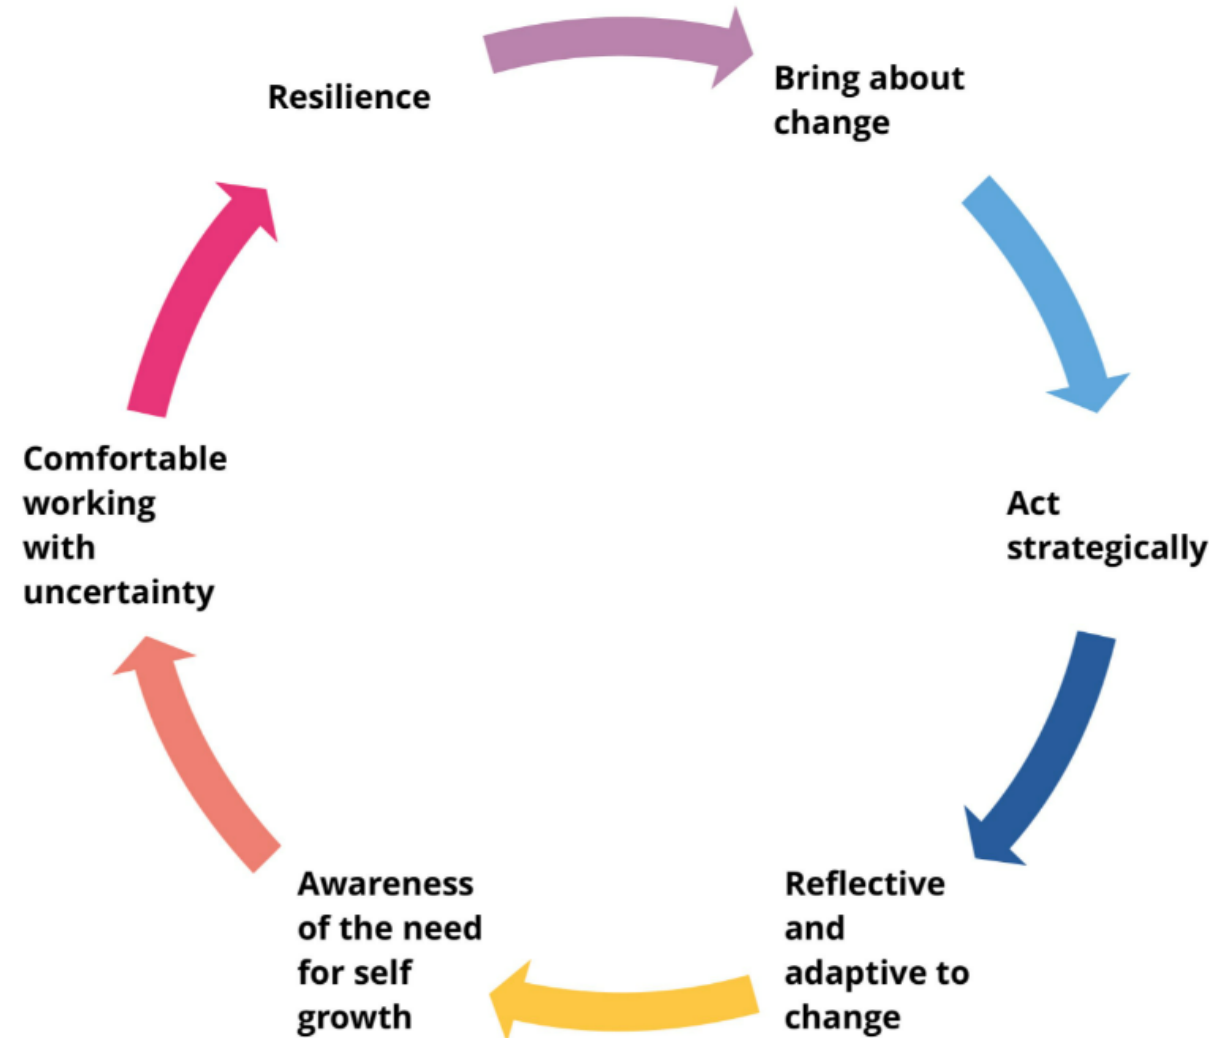 Resilience
Bring about
change
Act
strategically
Reflective
and
adaptive to
change
Awareness
of the need
for self
growth
Comfortable
working
with
uncertainty